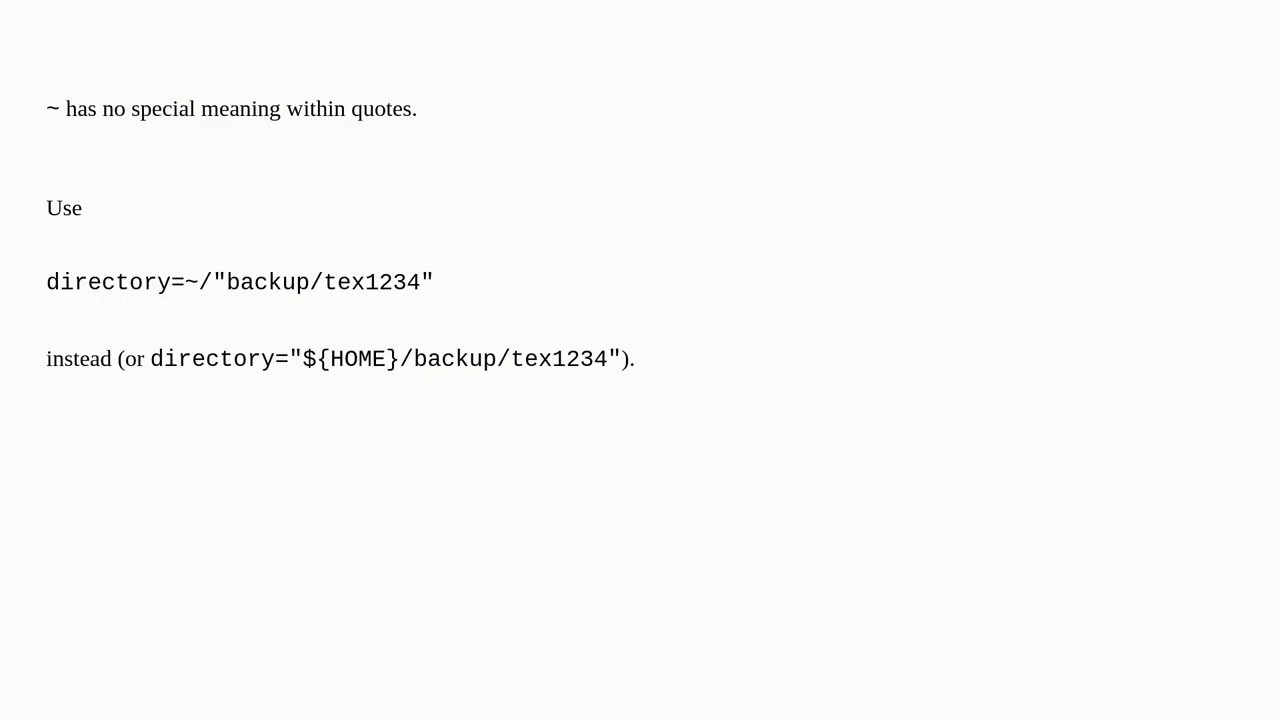 ~ has no special meaning within quotes.
Use
directory=~/"backup/tex1234"
instead (or directory="${HOME}/backup/tex1234").